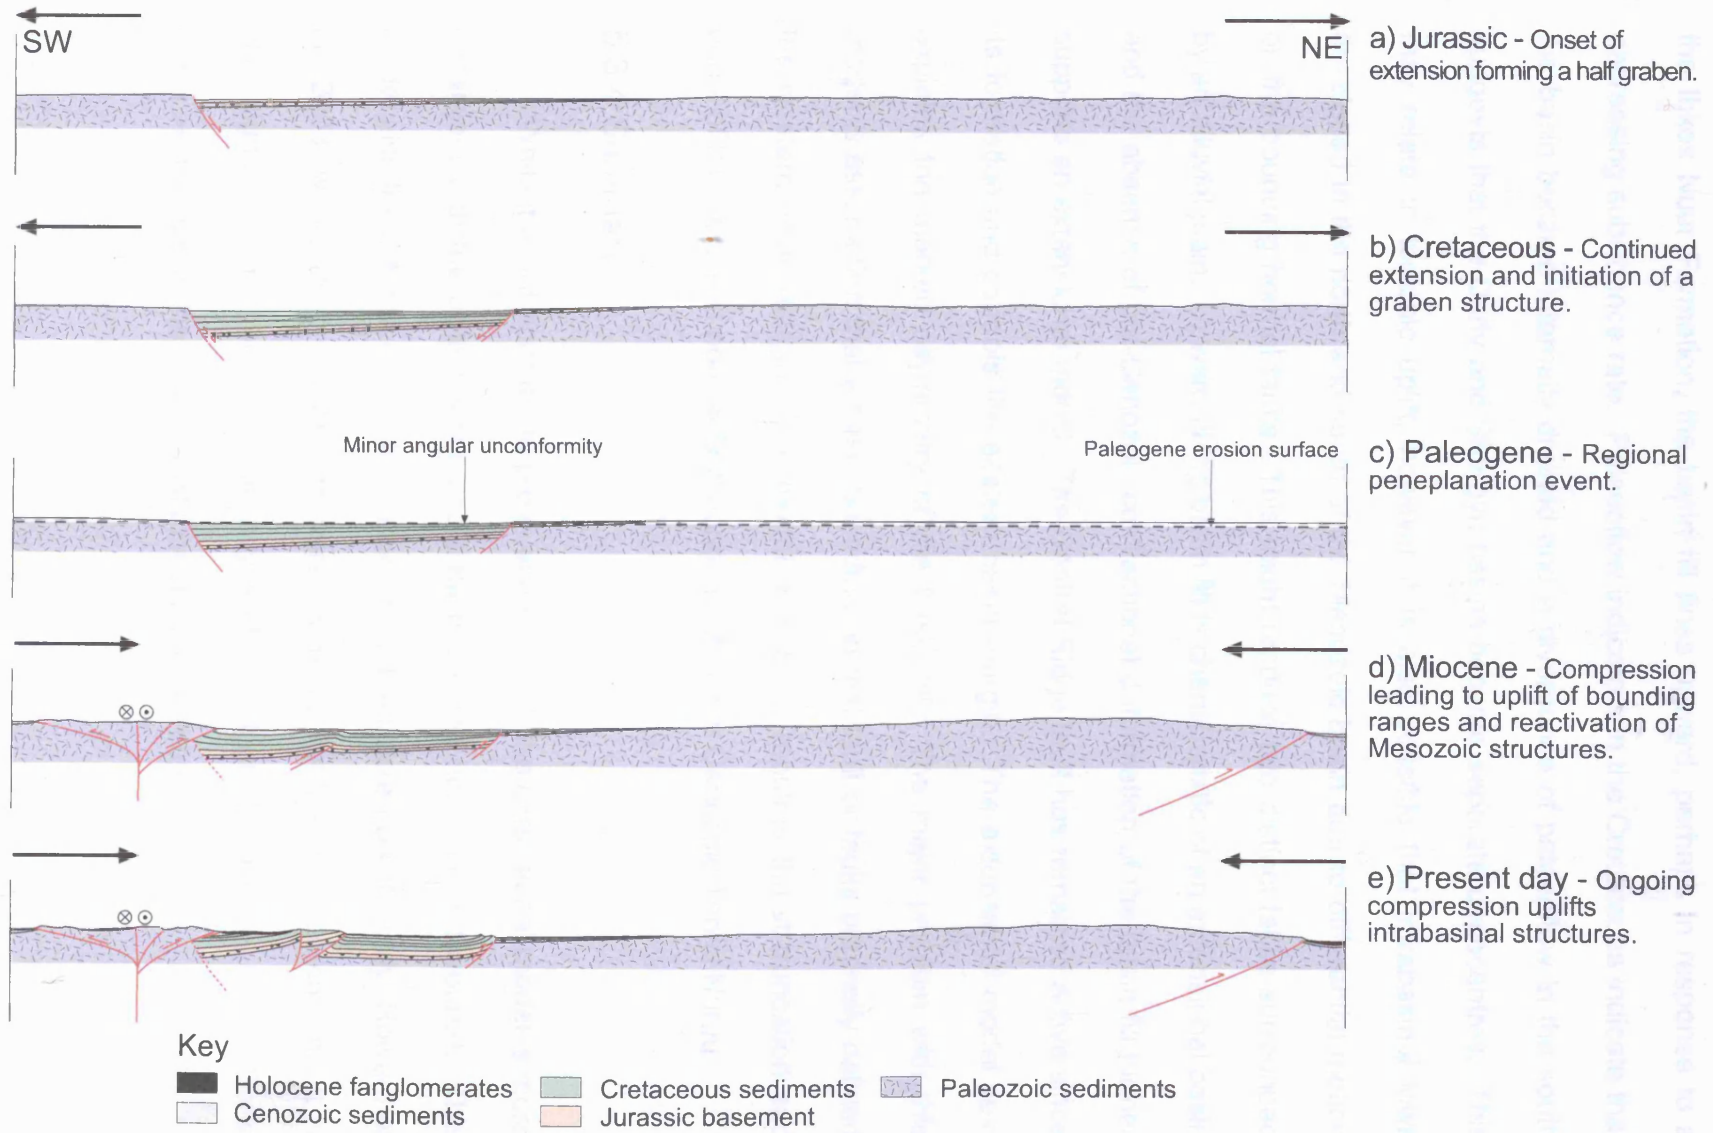 SW
NE
a) Jurassic - Onset of
extension forming a half graben.
b) Cretaceous - Continued
extension and initiation of a
graben structure.
Minor angular unconformity
Paleogene erosion surface
c) Paleogene - Regional
peneplanation event.
d) Miocene - Compression
leading to uplift of bounding
ranges and reactivation of
Mesozoic structures.
e) Present day - Ongoing
compression uplifts
intrabasinal structures.
Key
Holocene fanglomerates
Cretaceous sediments
Paleozoic sediments
Cenozoic sediments
Jurassic basement